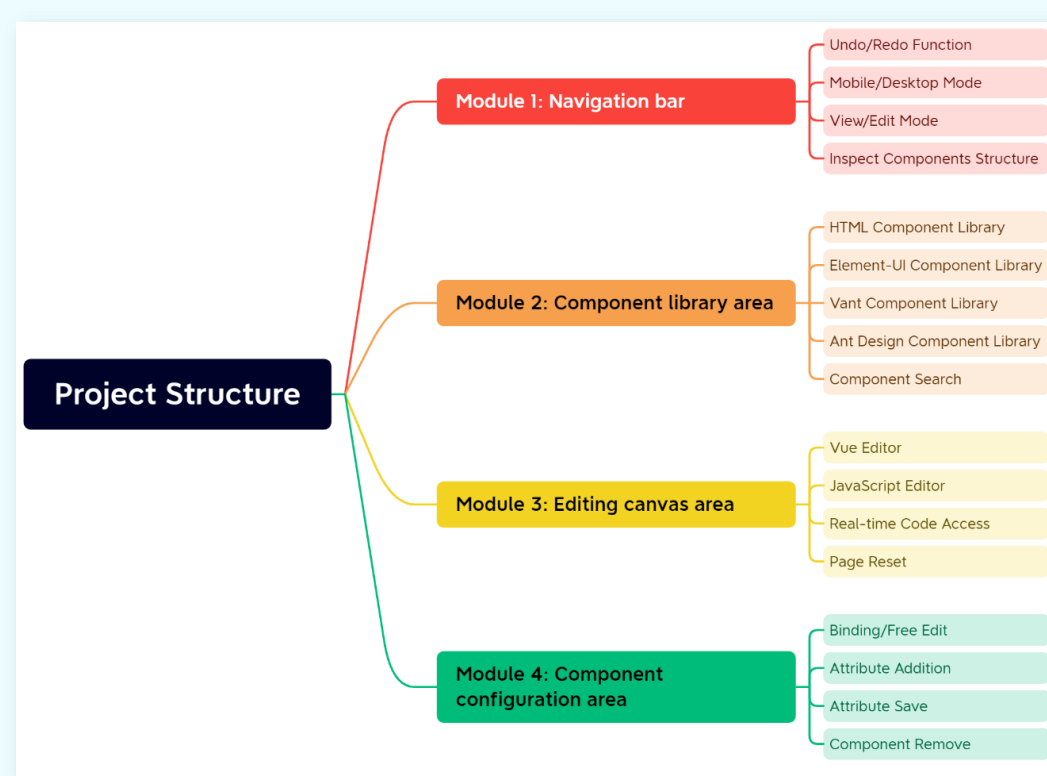 Project Structure
Module 1: Navigation bar
Undo/Redo Function
Mobile/Desktop Mode
View/Edit Mode
Inspect Components Structure
Module 2: Component library area
HTML Component Library
Element-UI Component Library
Vant Component Library
Ant Design Component Library
Component Search
Module 3: Editing canvas area
Vue Editor
JavaScript Editor
Real-time Code Access
Page Reset
Module 4: Component
configuration area
Binding/Free Edit
Attribute Addition
Attribute Save
Component Remove